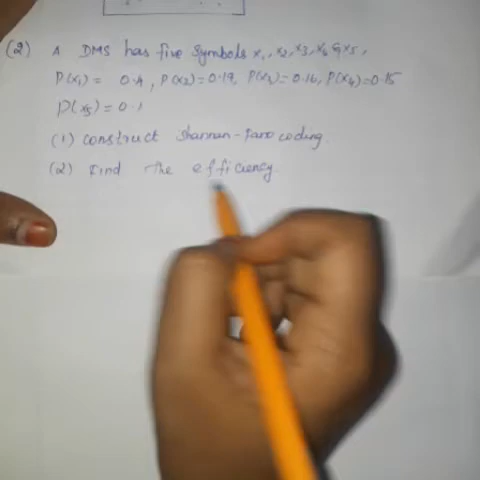 (2) A DMS has five symbols x1, x2, x3, x4 & x5,
P(x1) = 0.4, P(x2)=0.19, P(x3)=0.16, P(x4)=0.15
P(x5)=0.1
(1) construct Shannan-Fano coding.
(2) Find The efficiency.